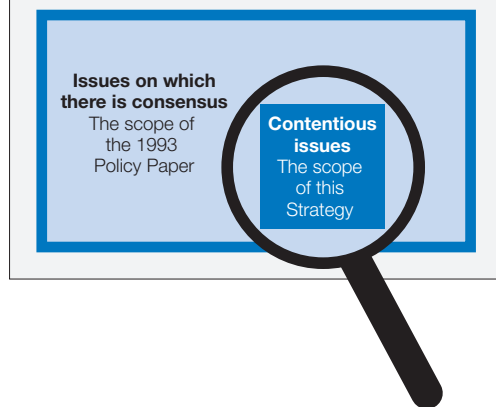 Issues on which
there is consensus
The scope of
the 1993
Policy Paper
Contentious
issues
The scope
of this
Strategy